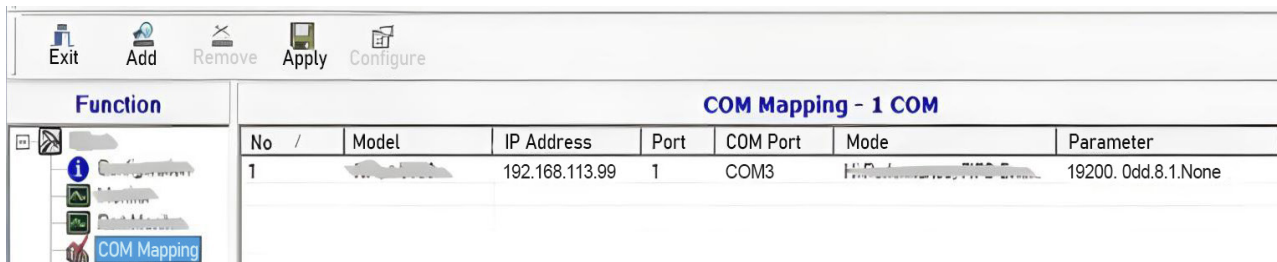 Exit Add Remove Apply Configure
Function
COM Mapping - 1 COM
No / Model IP Address Port COM Port Mode Parameter
1 192.168.113.99 1 COM3 19200. 0dd.8.1.None
COM Mapping